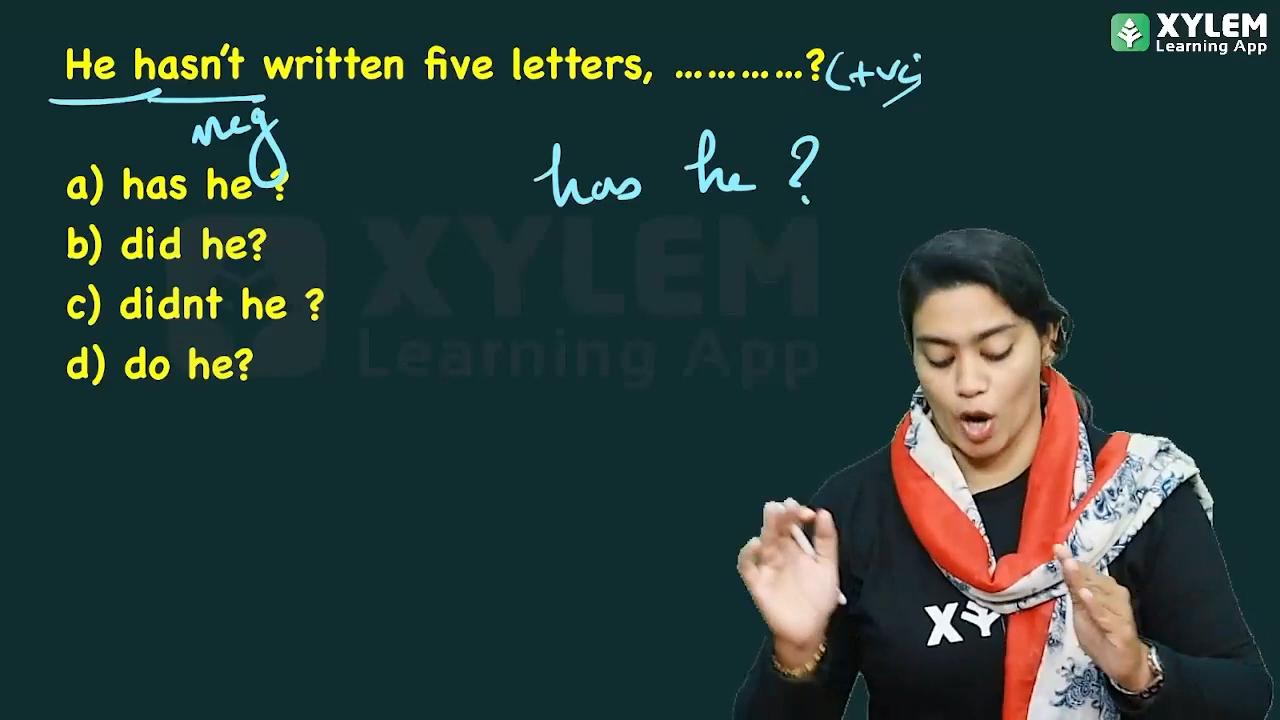 XYLEM
Learning App
He hasn't written five letters, ............?(+ve)
neg
has he ?
a) has he ?
b) did he?
c) didnt he ?
d) do he?
XYLEM
Learning App
X